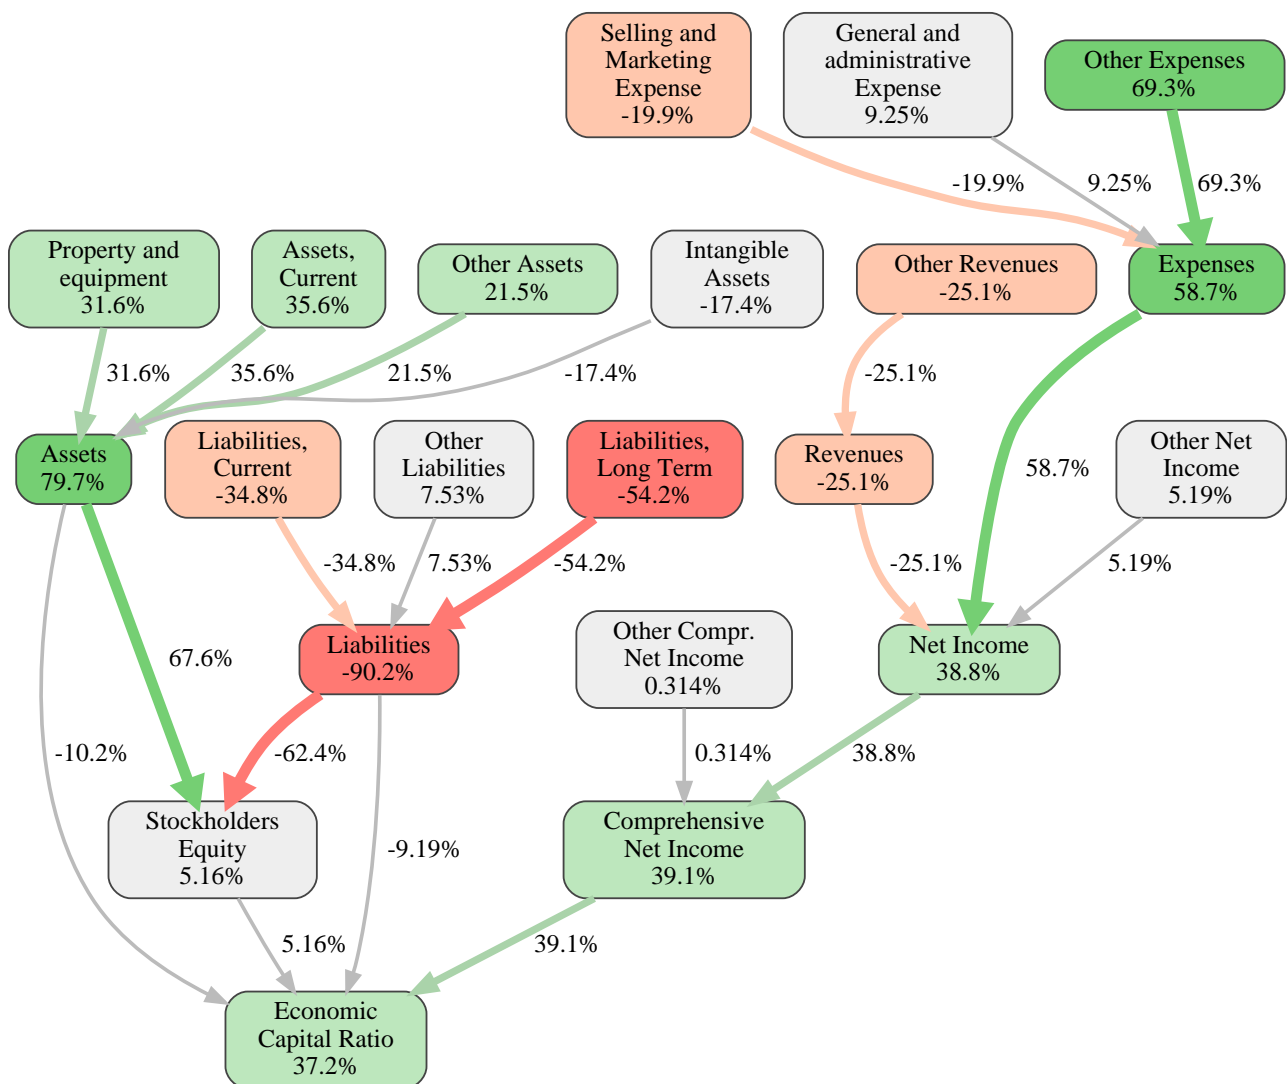 Selling and
Marketing
Expense
-19.9%
General and
administrative
Expense
9.25%
Other Expenses
69.3%
-19.9%
9.25%
69.3%
Property and
equipment
31.6%
Assets,
Current
35.6%
Other Assets
21.5%
Intangible
Assets
-17.4%
Other Revenues
-25.1%
Expenses
58.7%
31.6%
35.6%
21.5%
-17.4%
-25.1%
58.7%
Assets
79.7%
Liabilities,
Current
-34.8%
Other
Liabilities
7.53%
Liabilities,
Long Term
-54.2%
Revenues
-25.1%
Other Net
Income
5.19%
-34.8%
7.53%
-54.2%
-25.1%
5.19%
67.6%
Liabilities
-90.2%
Other Compr.
Net Income
0.314%
Net Income
38.8%
-10.2%
-62.4%
0.314%
38.8%
Stockholders
Equity
5.16%
-9.19%
Comprehensive
Net Income
39.1%
5.16%
39.1%
Economic
Capital Ratio
37.2%